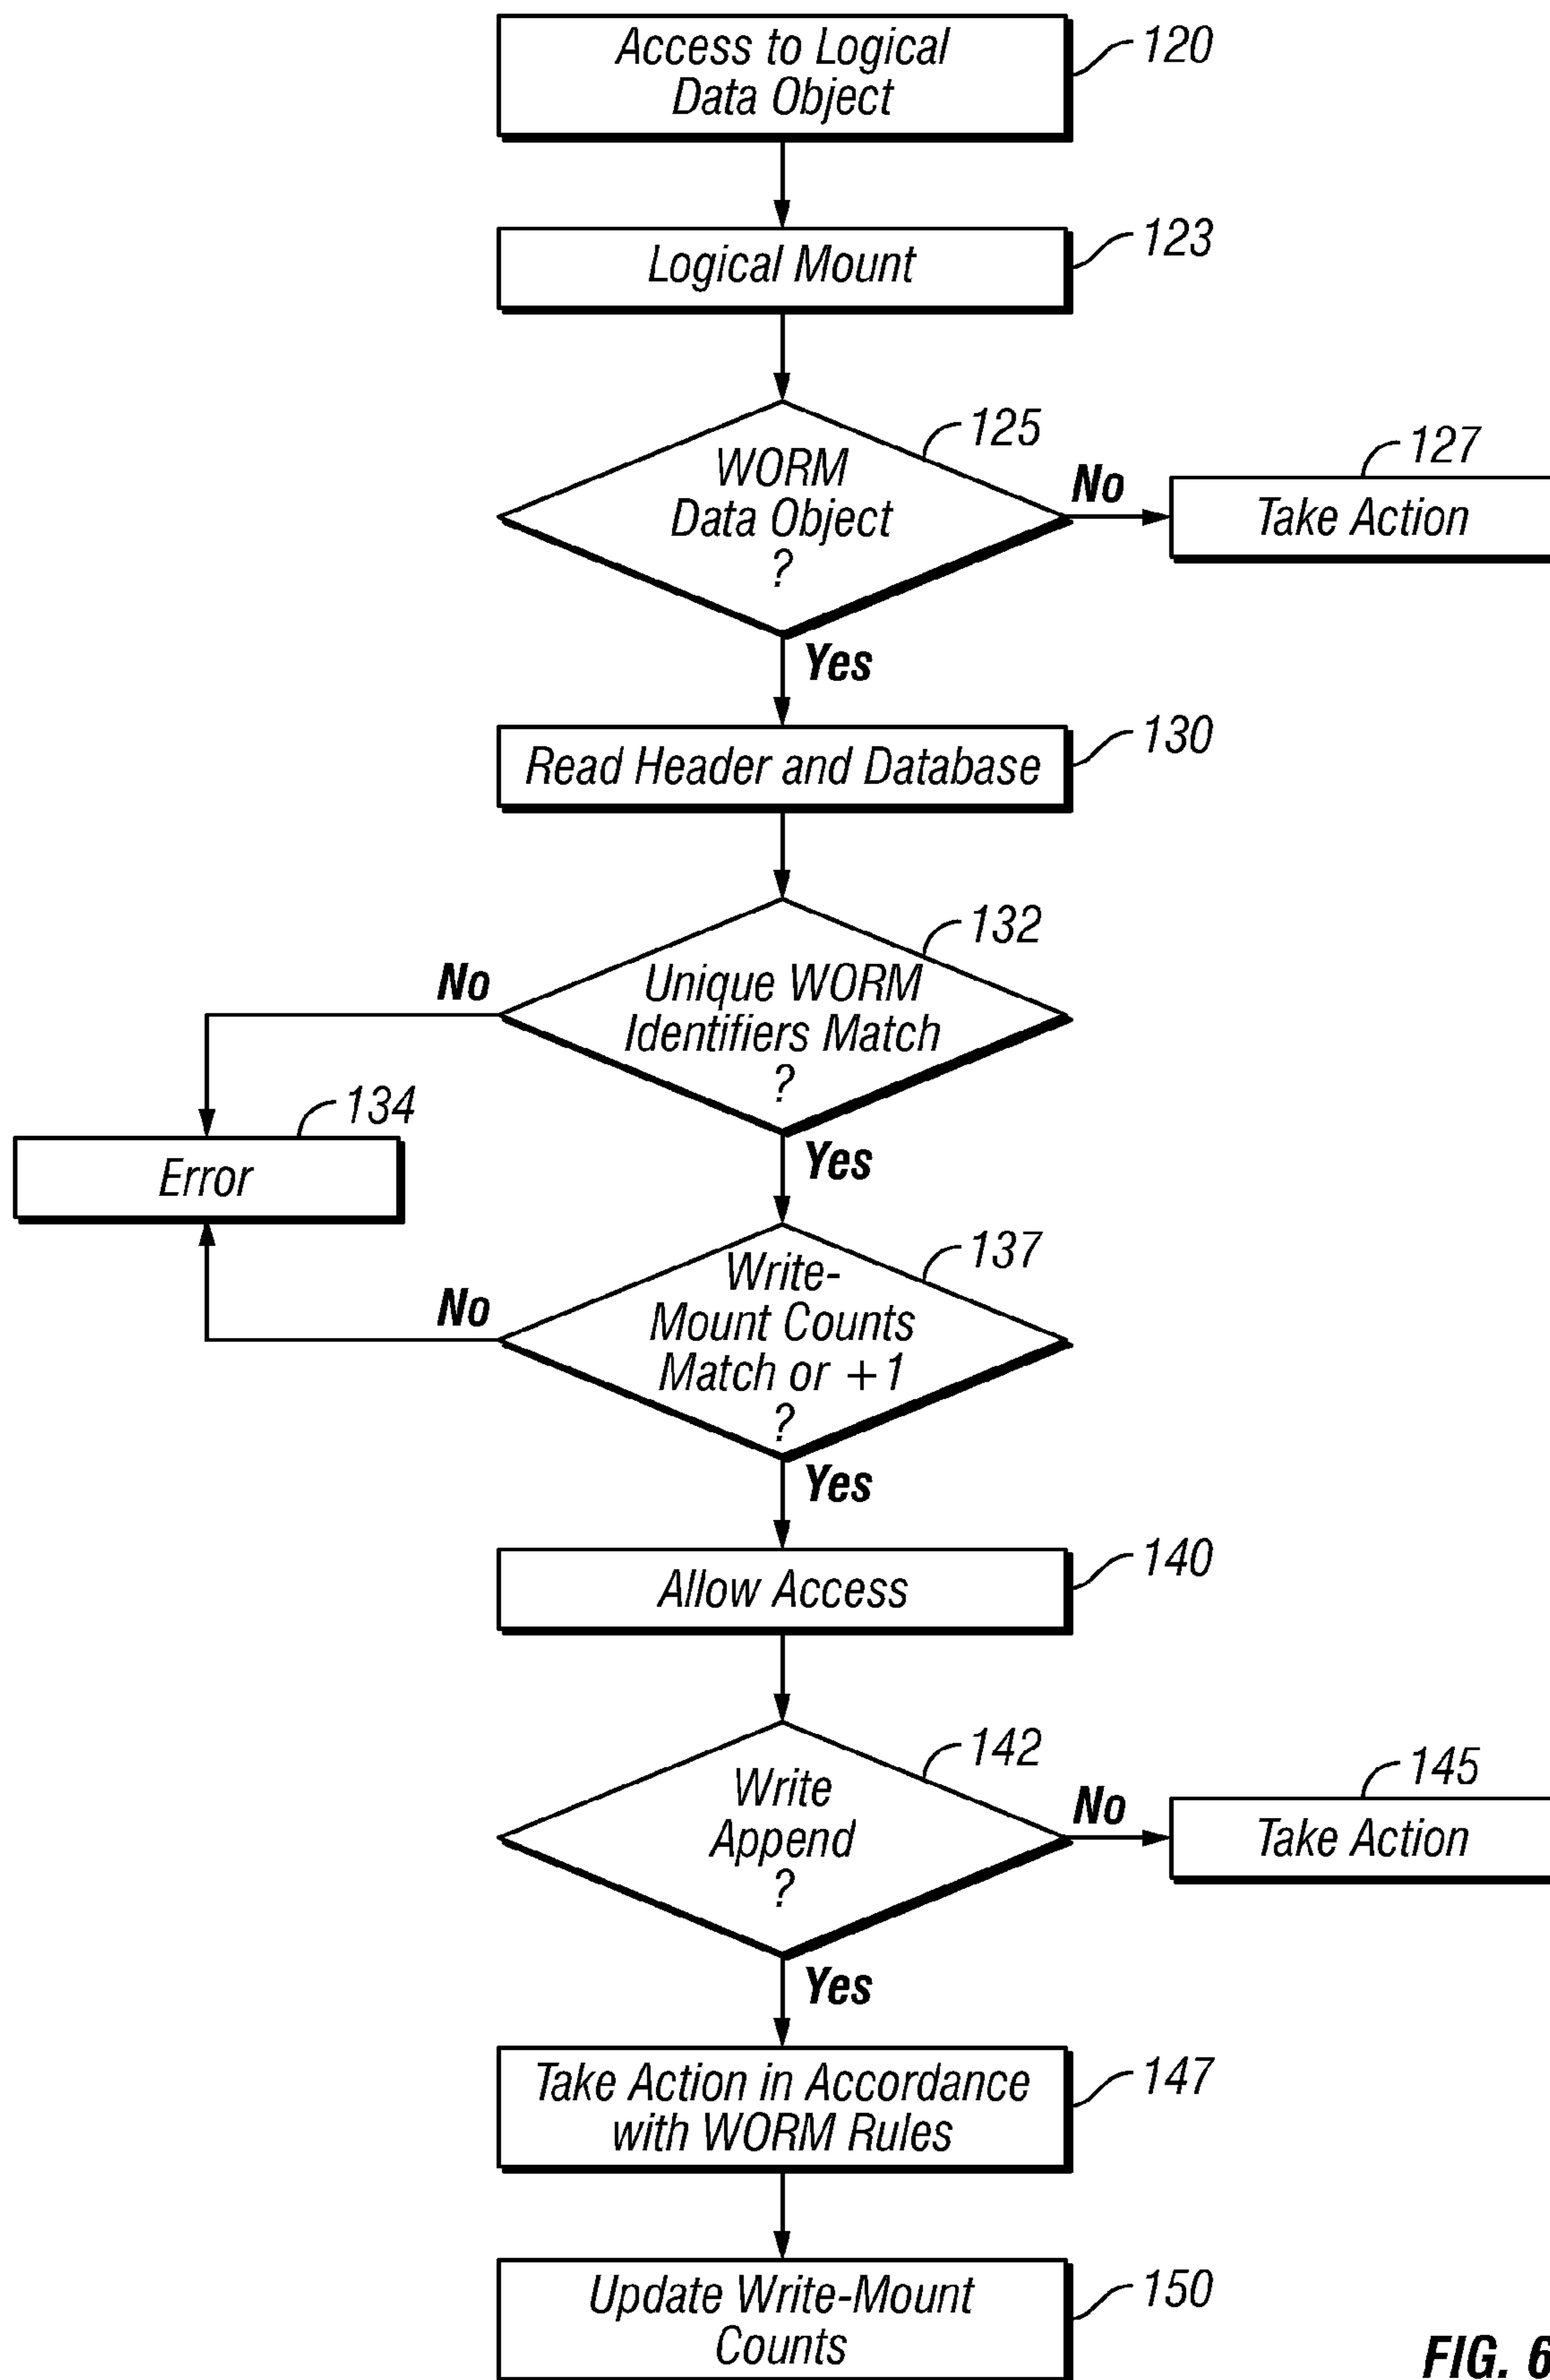 Access to Logical
Data Object
120
Logical Mount
123
125
WORM
Data Object
?
No
127
Take Action
Yes
Read Header and Database
130
132
Unique WORM
Identifiers Match
?
No
134
Error
Yes
137
Write-
Mount Counts
Match or +1
?
No
Yes
Allow Access
140
142
Write
Append
?
No
145
Take Action
Yes
Take Action in Accordance
with WORM Rules
147
Update Write-Mount
Counts
150
FIG. 6